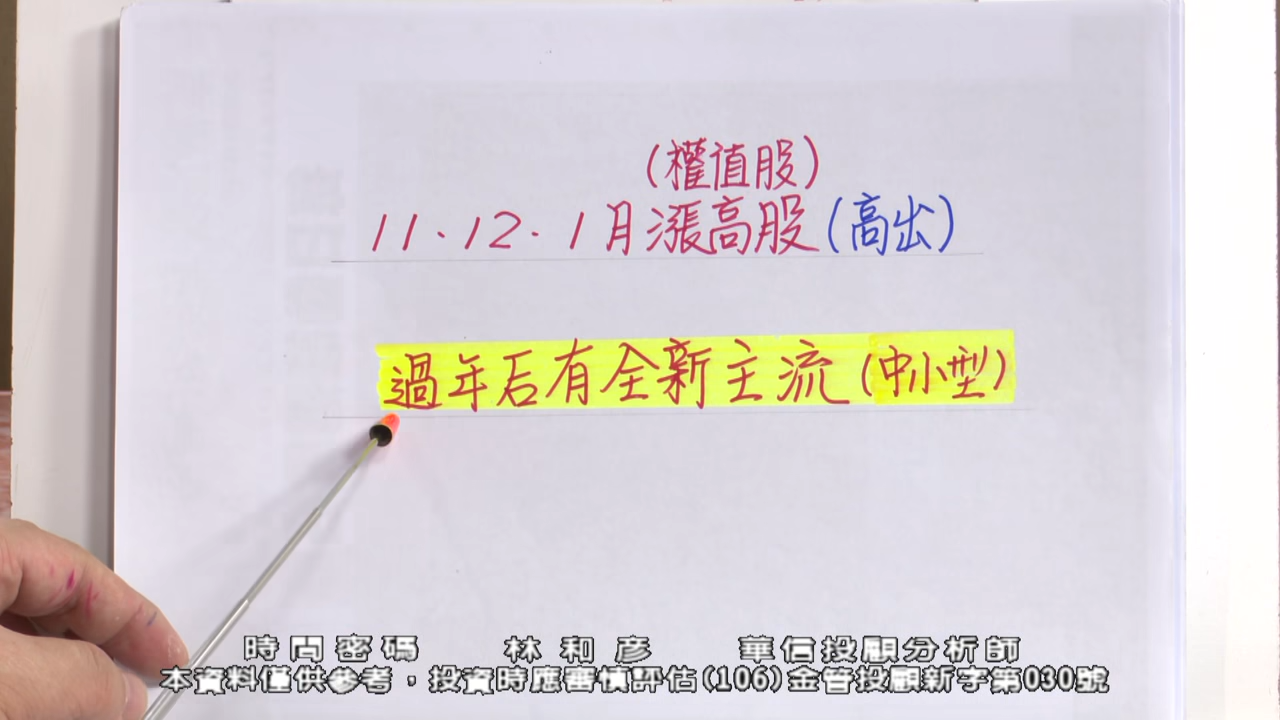 (權值股)
11、12、1月漲高股(高出)
過年后有全新主流(中小型)
時間密碼 林和彥 華信投顧分析師
本資料僅供參考,投資時應審慎評估(106)金管投顧新字第030號